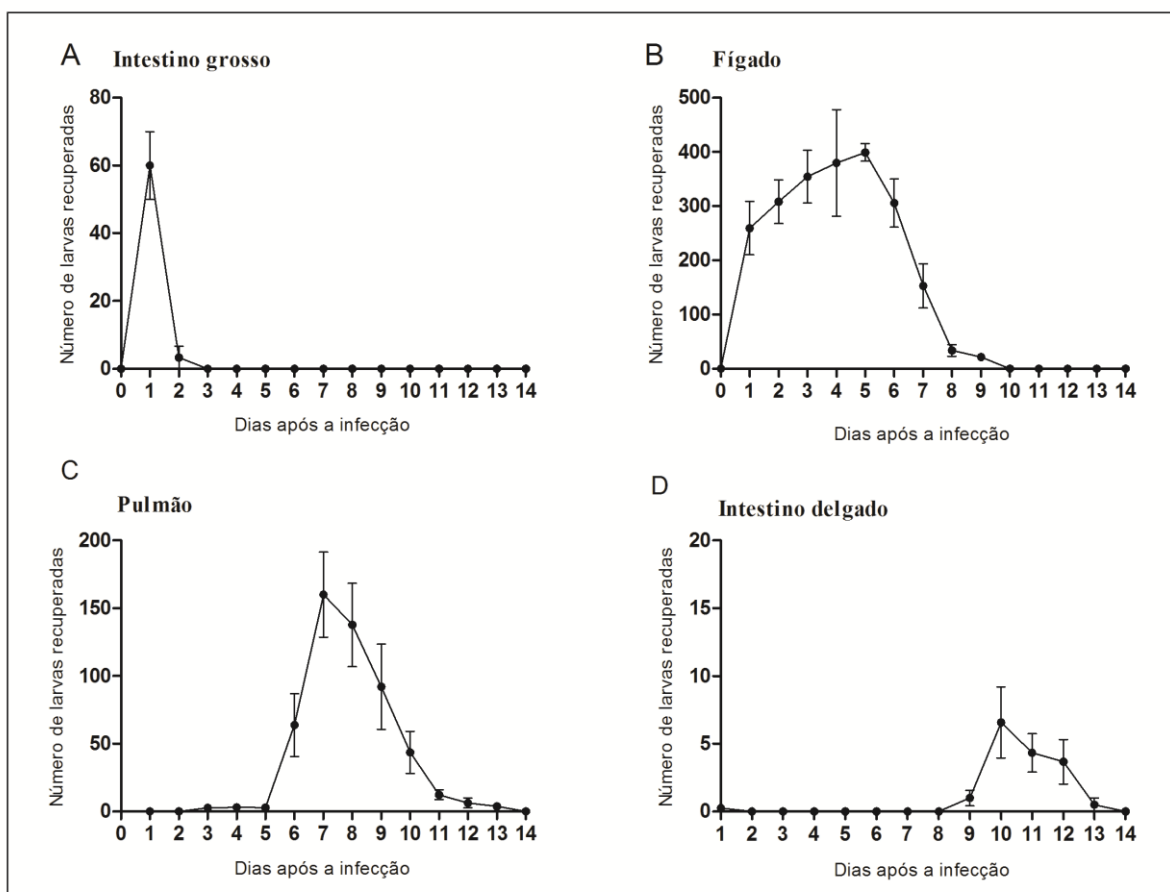 A
Intestino grosso
Número de larvas recuperadas
80
60
40
20
0
0 1 2 3 4 5 6 7 8 9 10 11 12 13 14
Dias após a infecção
B
Fígado
Número de larvas recuperadas
500
400
300
200
100
0
0 1 2 3 4 5 6 7 8 9 10 11 12 13 14
Dias após a infecção
C
Pulmão
Número de larvas recuperadas
200
150
100
50
0
0 1 2 3 4 5 6 7 8 9 10 11 12 13 14
Dias após a infecção
D
Intestino delgado
Número de larvas recuperadas
20
15
10
5
0
1 2 3 4 5 6 7 8 9 10 11 12 13 14
Dias após a infecção